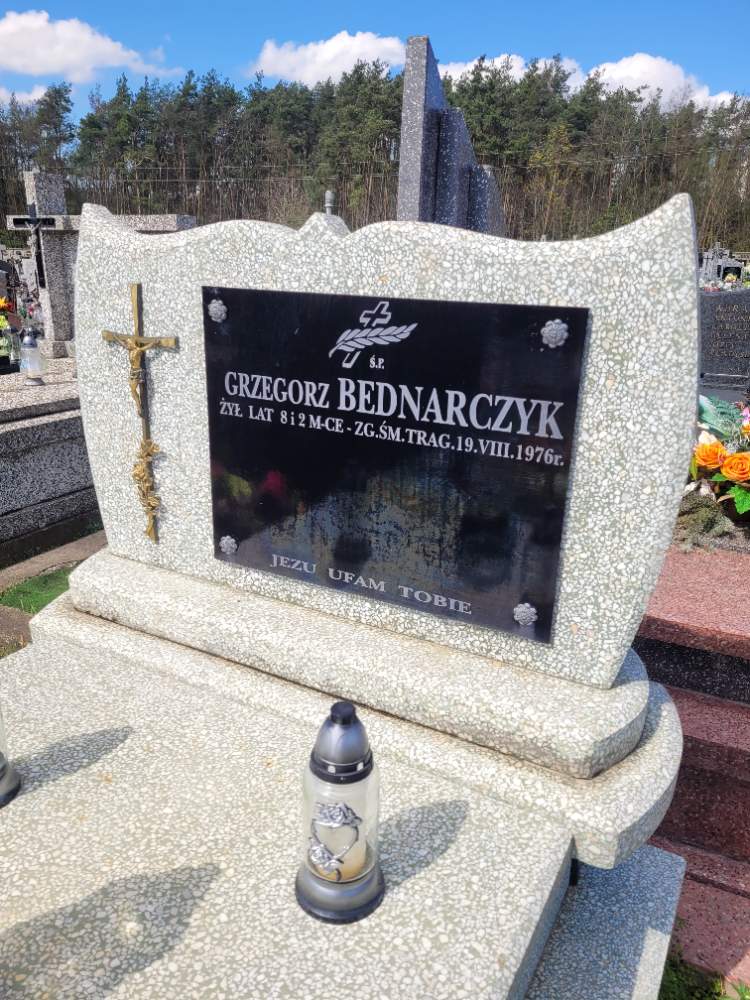 Ś.P.
GRZEGORZ BEDNARCZYK
ŻYŁ LAT 8 i 2 M-CE - ZG.ŚM.TRAG.19.VIII.1976r.
JEZU UFAM TOBIE